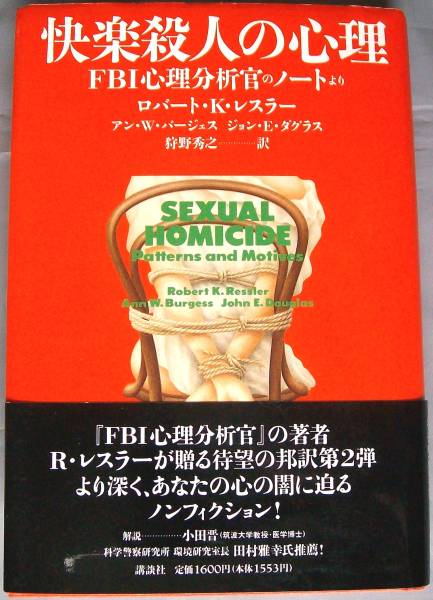 快楽殺人の心理
FBI心理分析官のノートより
ロバート・K・レスラー
アン・W・バージェス ジョン・E・ダグラス
狩野秀之……………訳
SEXUAL
HOMICIDE
Patterns and Motives
Robert K. Ressler
Ann W. Burgess John E. Douglas
『FBI心理分析官』の著者
R・レスラーが贈る待望の邦訳第2弾
より深く、あなたの心の闇に迫る
ノンフィクション!
解説……………小田晋(筑波大学教授・医学博士)
科学警察研究所 環境研究室長 田村雅幸氏推薦!
講談社 定価1600円(本体1553円)